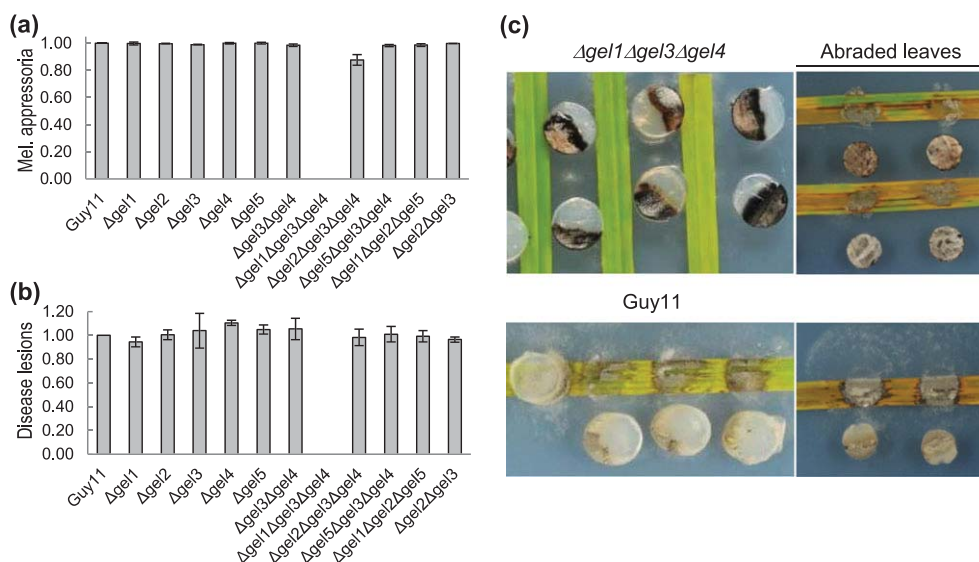 (a)
Mel. appressoria
1.00
0.80
0.60
0.40
0.20
0.00
Guy11
Δgel1
Δgel2
Δgel3
Δgel4
Δgel5
Δgel3Δgel4
Δgel1Δgel3Δgel4
Δgel2Δgel3Δgel4
Δgel5Δgel3Δgel4
Δgel1Δgel2Δgel5
Δgel2Δgel3
(b)
Disease lesions
1.20
1.00
0.80
0.60
0.40
0.20
0.00
Guy11
Δgel1
Δgel2
Δgel3
Δgel4
Δgel5
Δgel3Δgel4
Δgel1Δgel3Δgel4
Δgel2Δgel3Δgel4
Δgel5Δgel3Δgel4
Δgel1Δgel2Δgel5
Δgel2Δgel3
(c)
Δgel1Δgel3Δgel4
Abraded leaves
Guy11